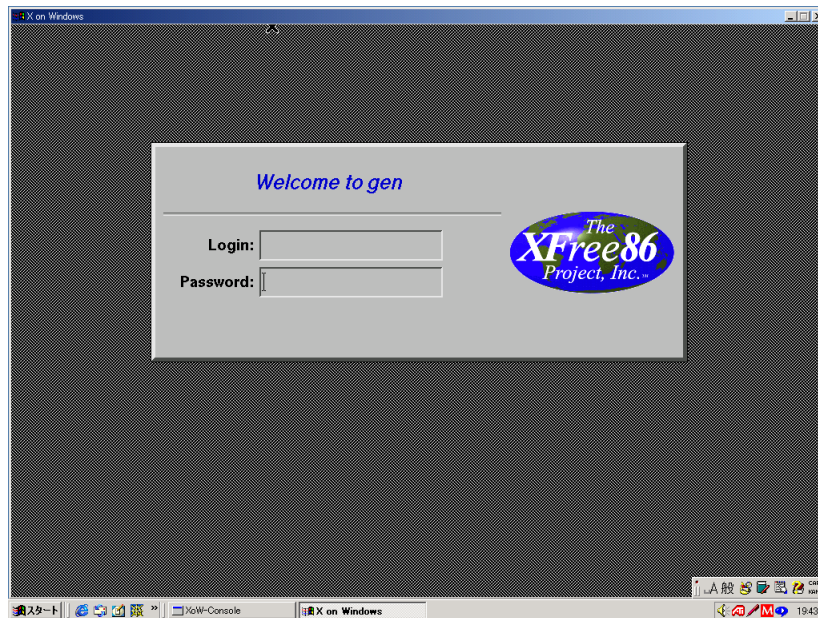 X on Windows
Welcome to gen
Login:
Password:
The
XFree86
Project, Inc.™
A 般
スタート
XoW-Console
X on Windows
19:43